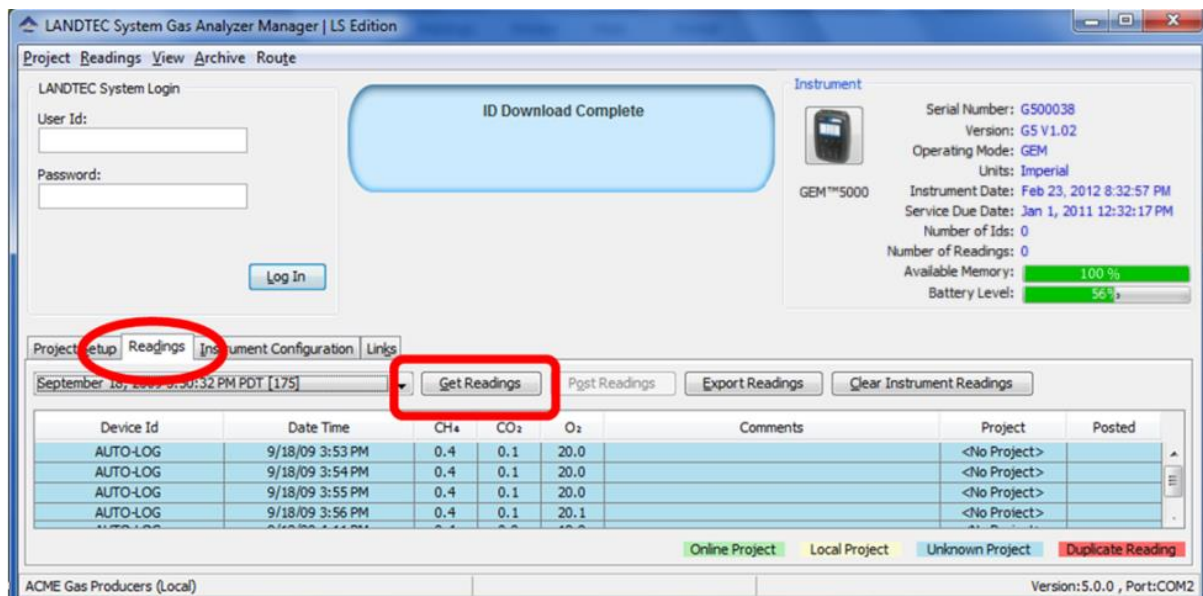 LANDTEC System Gas Analyzer Manager | LS Edition
Project Readings View Archive Route
LANDTEC System Login
User Id:
Password:
Log In
ID Download Complete
Instrument
GEM™5000
Serial Number: G500038
Version: G5 V1.02
Operating Mode: GEM
Units: Imperial
Instrument Date: Feb 23, 2012 8:32:57 PM
Service Due Date: Jan 1, 2011 12:32:17 PM
Number of Ids: 0
Number of Readings: 0
Available Memory: 100 %
Battery Level: 56%
Project Setup Readings Instrument Configuration Links
September 18, 2009 PM PDT [175] Get Readings Post Readings Export Readings Clear Instrument Readings
Device Id Date Time CH₄ CO₂ O₂ Comments Project Posted
AUTO-LOG 9/18/09 3:53 PM 0.4 0.1 20.0 <No Project>
AUTO-LOG 9/18/09 3:54 PM 0.4 0.1 20.0 <No Project>
AUTO-LOG 9/18/09 3:55 PM 0.4 0.1 20.0 <No Project>
AUTO-LOG 9/18/09 3:56 PM 0.4 0.1 20.1 <No Project>
Online Project Local Project Unknown Project Duplicate Reading
ACME Gas Producers (Local) Version:5.0.0 , Port:COM2